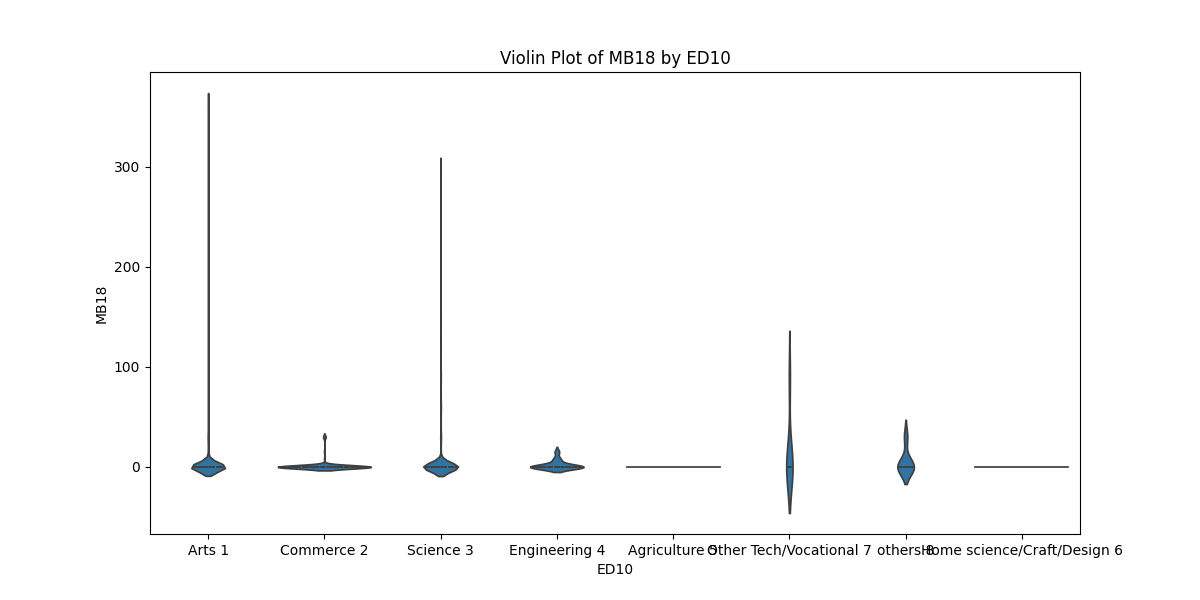 Violin Plot of MB18 by ED10
300
200
100
0
MB18
Arts 1 Commerce 2 Science 3 Engineering 4 Agriculture 5 Other Tech/Vocational 7 others 8 Home science/Craft/Design 6
ED10